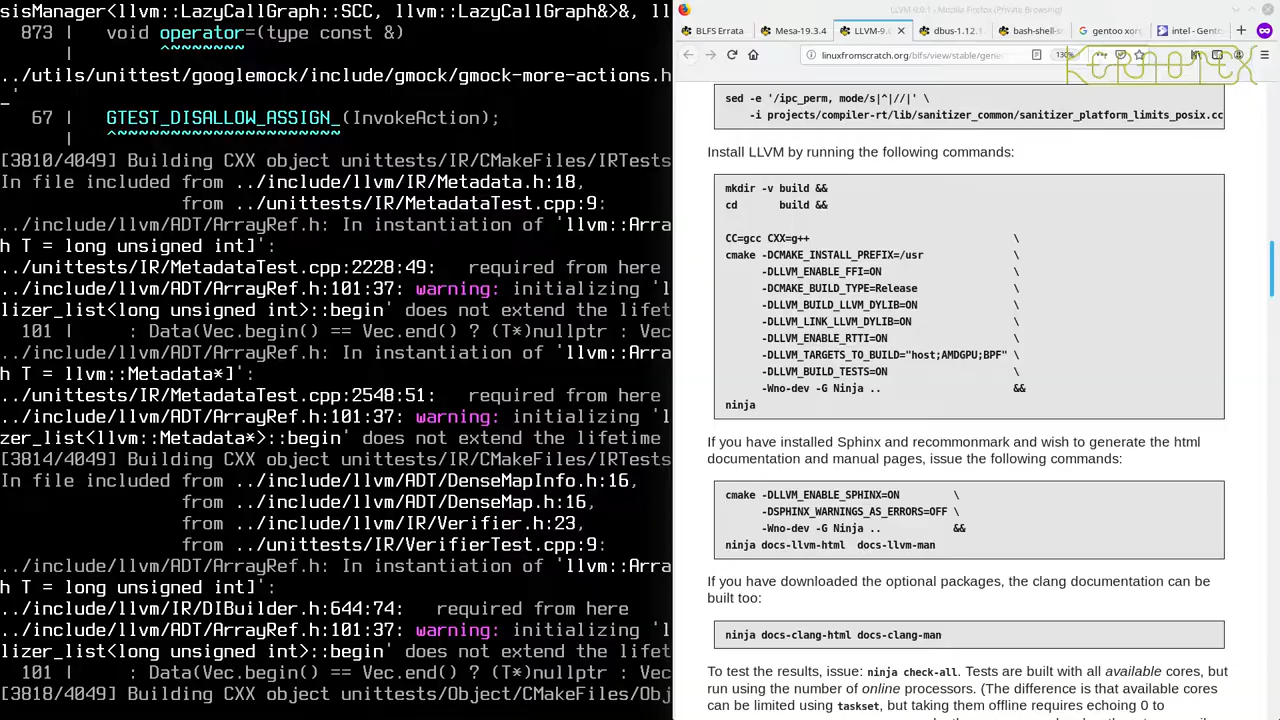 sisManager<llvm::LazyCallGraph::SCC, llvm::LazyCallGraph&>&, ll
873 |   void operator=(type const &)
|        ^~~~~~~~
../utils/unittest/googlemock/include/gmock/gmock-more-actions.h
'
67 |   GTEST_DISALLOW_ASSIGN_(InvokeAction);
|   ^~~~~~~~~~~~~~~~~~~~~~
[3810/4049] Building CXX object unittests/IR/CMakeFiles/IRTests
In file included from ../include/llvm/IR/Metadata.h:18,
from ../unittests/IR/MetadataTest.cpp:9:
../include/llvm/ADT/ArrayRef.h: In instantiation of 'llvm::Arra
h T = long unsigned int]':
../unittests/IR/MetadataTest.cpp:2228:49:   required from here
../include/llvm/ADT/ArrayRef.h:101:37: warning: initializing 'l
lizer_list<long unsigned int>::begin' does not extend the lifet
101 |     : Data(Vec.begin() == Vec.end() ? (T*)nullptr : Vec
../include/llvm/ADT/ArrayRef.h: In instantiation of 'llvm::Arra
h T = llvm::Metadata*]':
../unittests/IR/MetadataTest.cpp:2548:51:   required from here
../include/llvm/ADT/ArrayRef.h:101:37: warning: initializing 'l
zer_list<llvm::Metadata*>::begin' does not extend the lifetime
[3814/4049] Building CXX object unittests/IR/CMakeFiles/IRTests
In file included from ../include/llvm/ADT/DenseMapInfo.h:16,
from ../include/llvm/ADT/DenseMap.h:16,
from ../include/llvm/IR/Verifier.h:23,
from ../unittests/IR/VerifierTest.cpp:9:
../include/llvm/ADT/ArrayRef.h: In instantiation of 'llvm::Arra
h T = long unsigned int]':
../include/llvm/IR/DIBuilder.h:644:74:   required from here
../include/llvm/ADT/ArrayRef.h:101:37: warning: initializing 'l
lizer_list<long unsigned int>::begin' does not extend the lifet
101 |     : Data(Vec.begin() == Vec.end() ? (T*)nullptr : Vec
[3818/4049] Building CXX object unittests/Object/CMakeFiles/Obj
LLVM-9.0.1 - Mozilla Firefox (Private Browsing)
BLFS Errata Mesa-19.3.4 LLVM-9.0 dbus-1.12.1 bash-shell-s gentoo xorg intel - Gento
linuxfromscratch.org/blfs/view/stable/gene 130%
KERNOTEX
sed -e '/ipc_perm, mode/s|^|//|' \
-i projects/compiler-rt/lib/sanitizer_common/sanitizer_platform_limits_posix.cc
Install LLVM by running the following commands:
mkdir -v build &&
cd       build &&
CC=gcc CXX=g++ \
cmake -DCMAKE_INSTALL_PREFIX=/usr \
-DLLVM_ENABLE_FFI=ON \
-DCMAKE_BUILD_TYPE=Release \
-DLLVM_BUILD_LLVM_DYLIB=ON \
-DLLVM_LINK_LLVM_DYLIB=ON \
-DLLVM_ENABLE_RTTI=ON \
-DLLVM_TARGETS_TO_BUILD="host;AMDGPU;BPF" \
-DLLVM_BUILD_TESTS=ON \
-Wno-dev -G Ninja .. &&
ninja
If you have installed Sphinx and recommonmark and wish to generate the html
documentation and manual pages, issue the following commands:
cmake -DLLVM_ENABLE_SPHINX=ON \
-DSPHINX_WARNINGS_AS_ERRORS=OFF \
-Wno-dev -G Ninja .. &&
ninja docs-llvm-html  docs-llvm-man
If you have downloaded the optional packages, the clang documentation can be
built too:
ninja docs-clang-html docs-clang-man
To test the results, issue: ninja check-all. Tests are built with all available cores, but
run using the number of online processors. (The difference is that available cores
can be limited using taskset, but taking them offline requires echoing 0 to